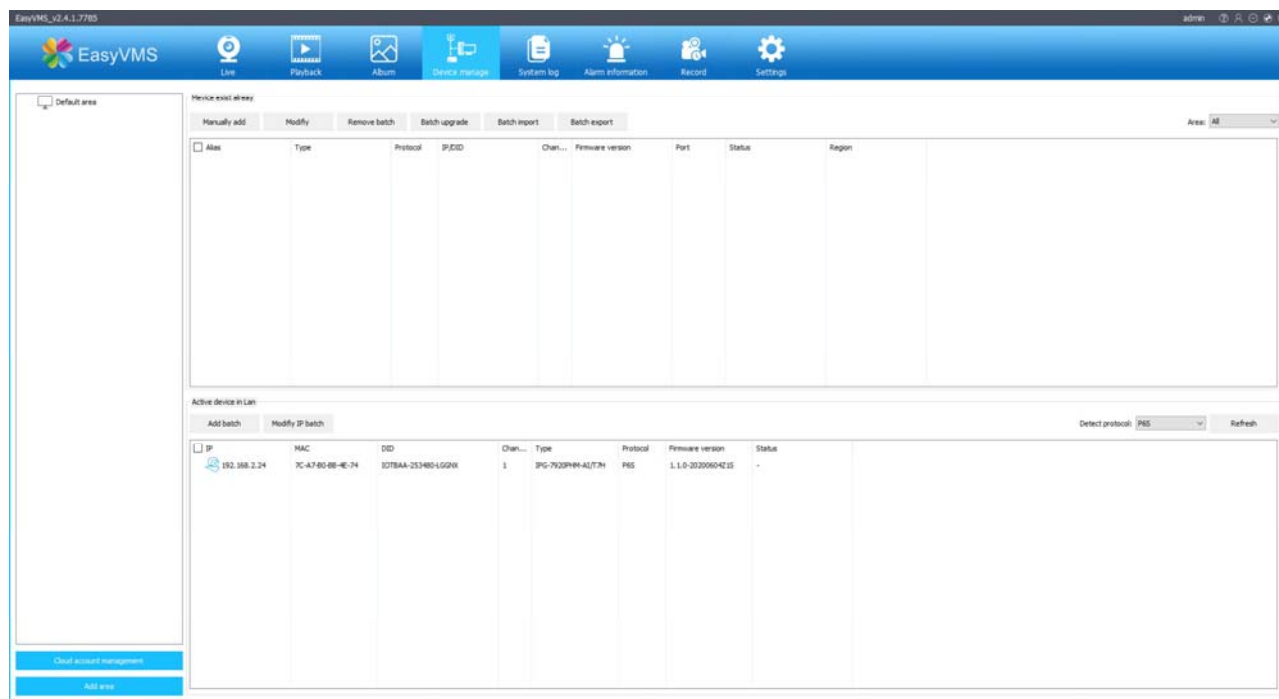 EasyVMS_v2.4.1.7785 admin
EasyVMS Live Playback Album Device manage System log Alarm information Record Settings
Default area
Mevice exist alreay
Manually add Modifiy Remove batch Batch upgrade Batch import Batch export Area: All
Alias Type Protocol IP/DID Chan... Firmware version Port Status Region
Active device in Lan
Add batch Modifiy IP batch Detect protocol: P6S Refresh
IP MAC DID Chan... Type Protocol Firmware version Status
192.168.2.24 7C-A7-B0-BB-4E-74 IOTBAA-253480-LGGNX 1 IPG-7920PHM-AI/T7H P6S 1.1.0-20200604Z1S -
Cloud account management
Add area